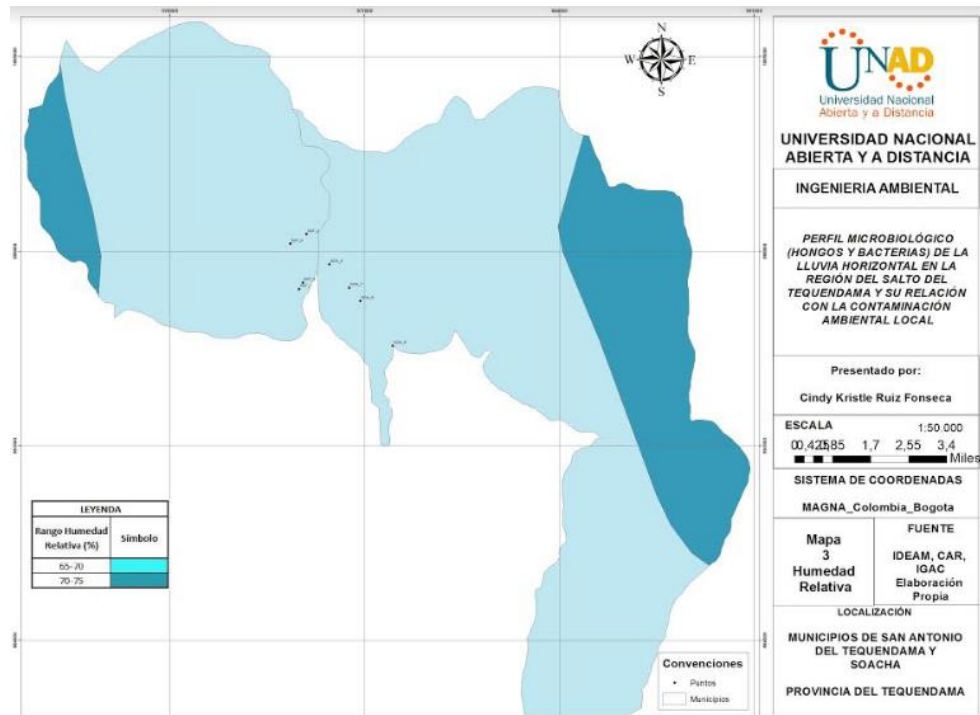 N
W
E
S
LEYENDA
Rango Humedad
Relativa (%)
Símbolo
65-70
70-75
Convenciones
Puntos
Municipios
UNAD
Universidad Nacional
Abierta y a Distancia
UNIVERSIDAD NACIONAL
ABIERTA Y A DISTANCIA
INGENIERIA AMBIENTAL
PERFIL MICROBIOLÓGICO
(HONGOS Y BACTERIAS) DE LA
LLUVIA HORIZONTAL EN LA
REGIÓN DEL SALTO DEL
TEQUENDAMA Y SU RELACIÓN
CON LA CONTAMINACIÓN
AMBIENTAL LOCAL
Presentado por:
Cindy Kristle Ruiz Fonseca
ESCALA
1:50.000
1,7 2,55 3,4
Miles
SISTEMA DE COORDENADAS
MAGNA_Colombia_Bogota
Mapa
3
Humedad
Relativa
FUENTE
IDEAM, CAR,
IGAC
Elaboración
Propia
LOCALIZACIÓN
MUNICIPIOS DE SAN ANTONIO
DEL TEQUENDAMA Y
SOACHA
PROVINCIA DEL TEQUENDAMA